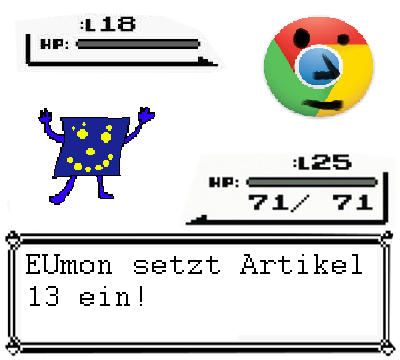 :L18
HP:
:L25
HP:
71/ 71
EUmon setzt Artikel
13 ein!